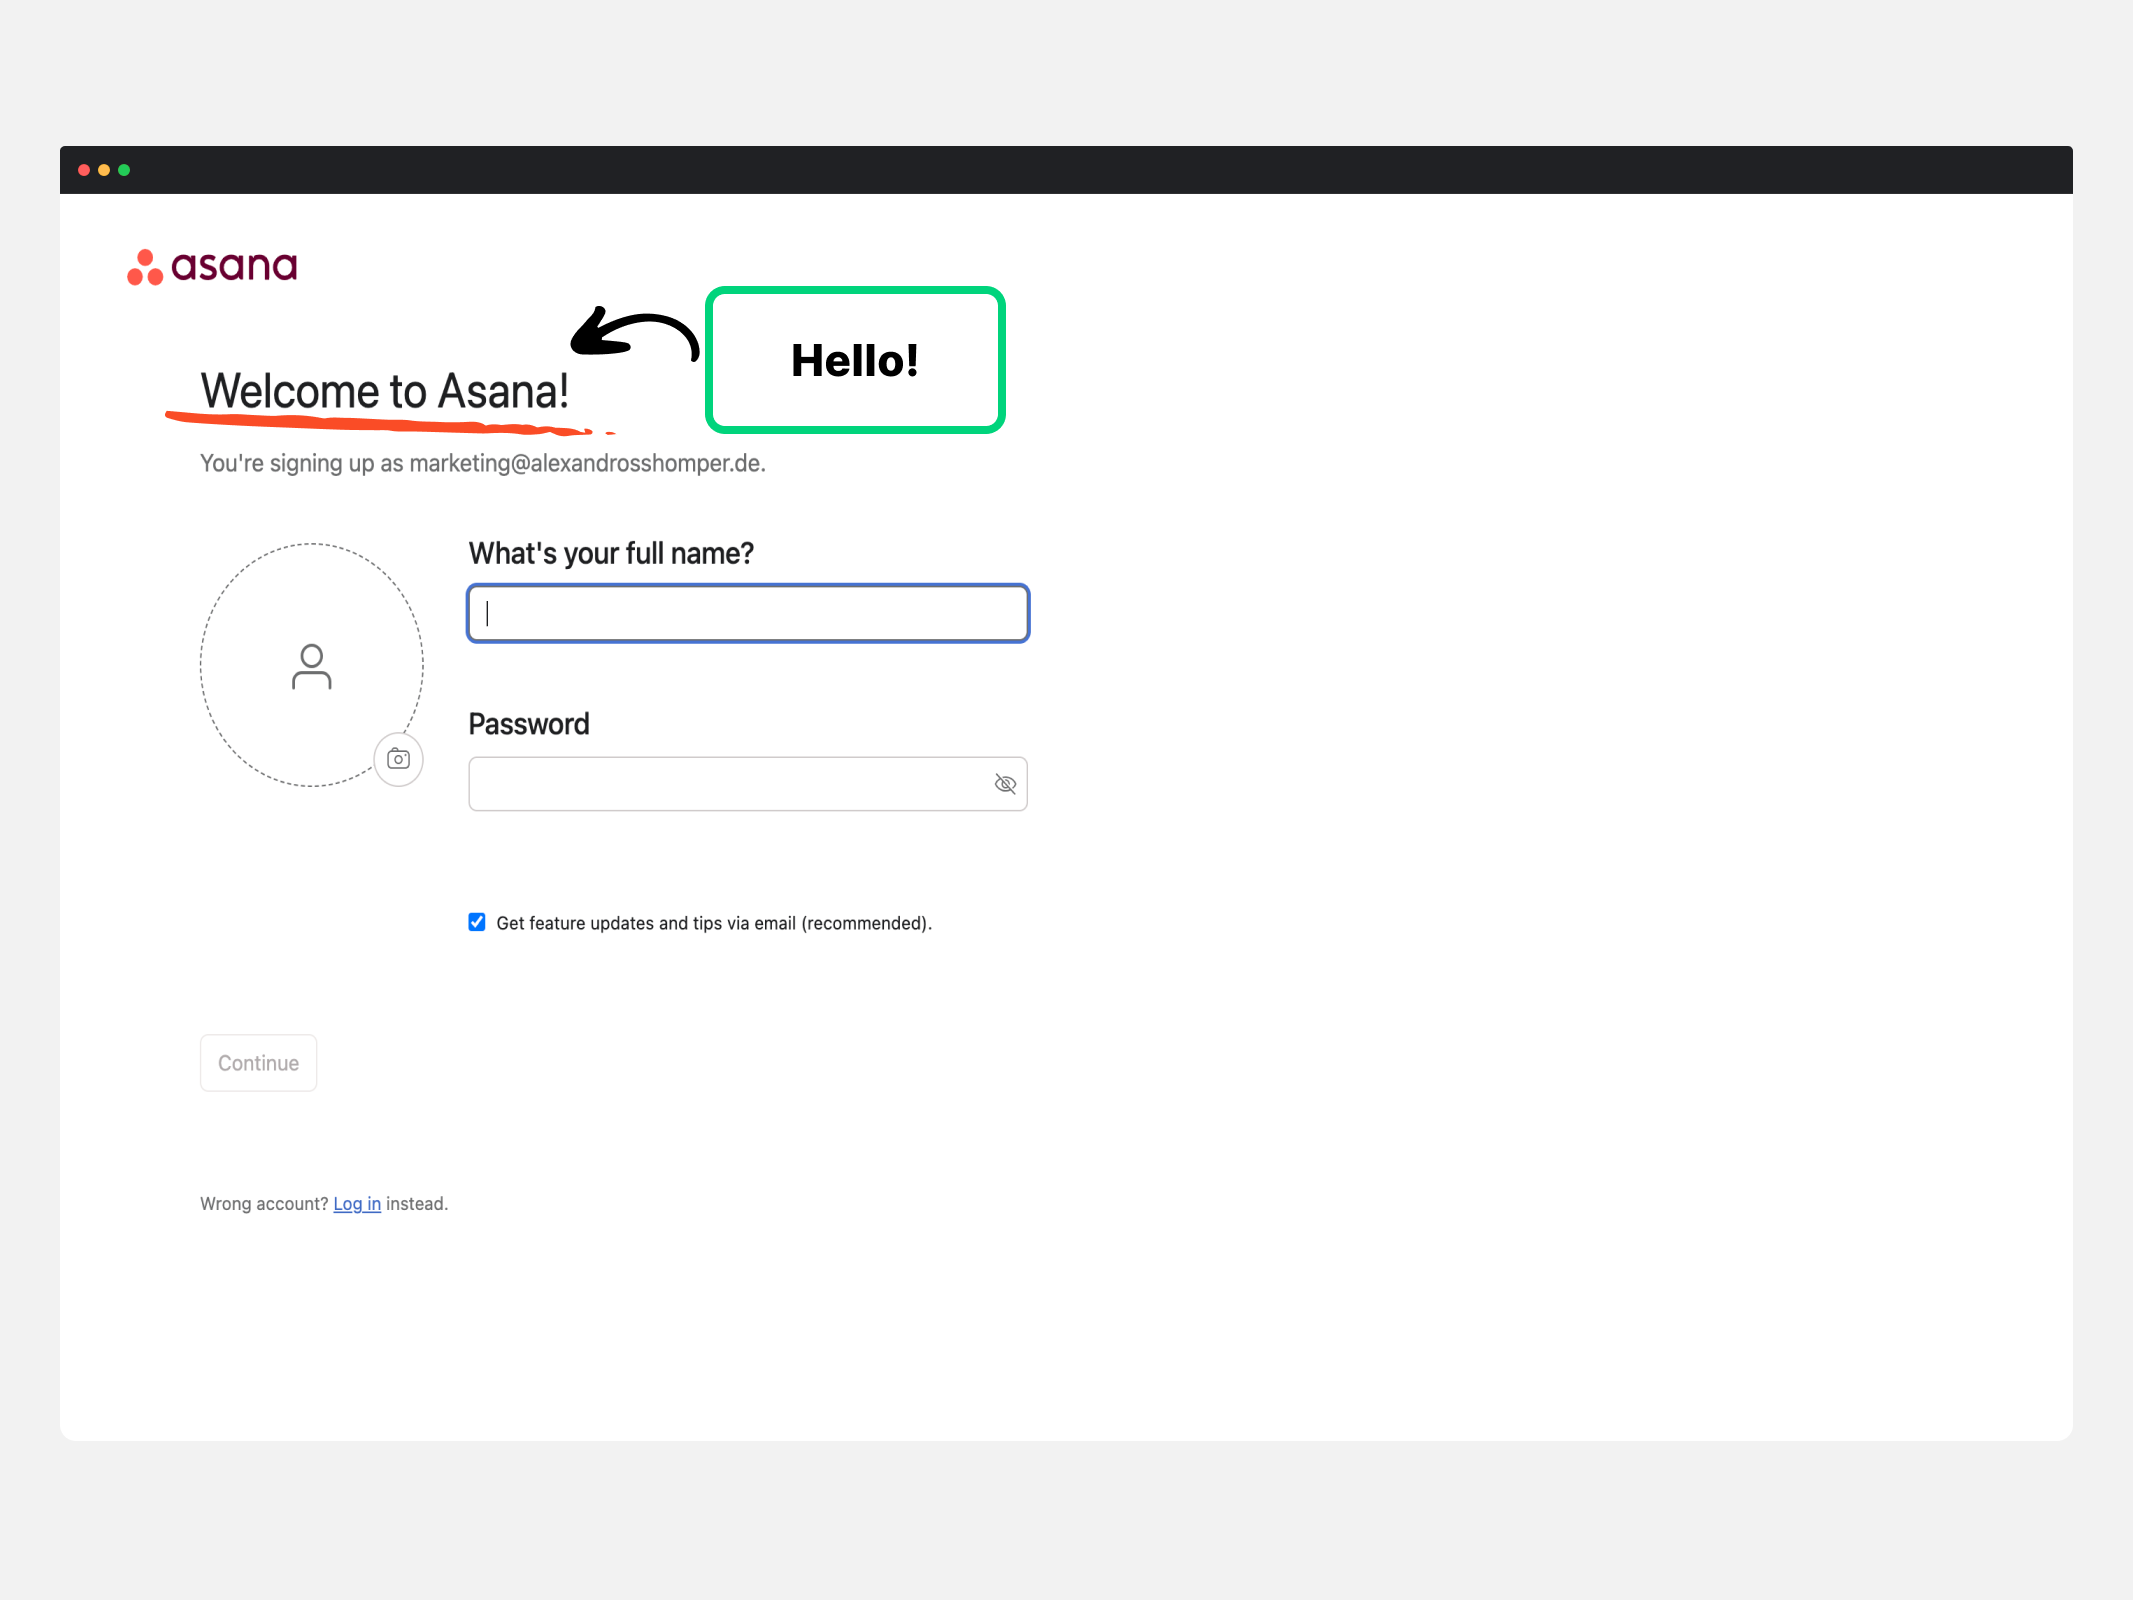 asana
Hello!
Welcome to Asana!
You're signing up as marketing@alexandrosshomper.de.
What's your full name?
Password
Get feature updates and tips via email (recommended).
Continue
Wrong account? Log in instead.